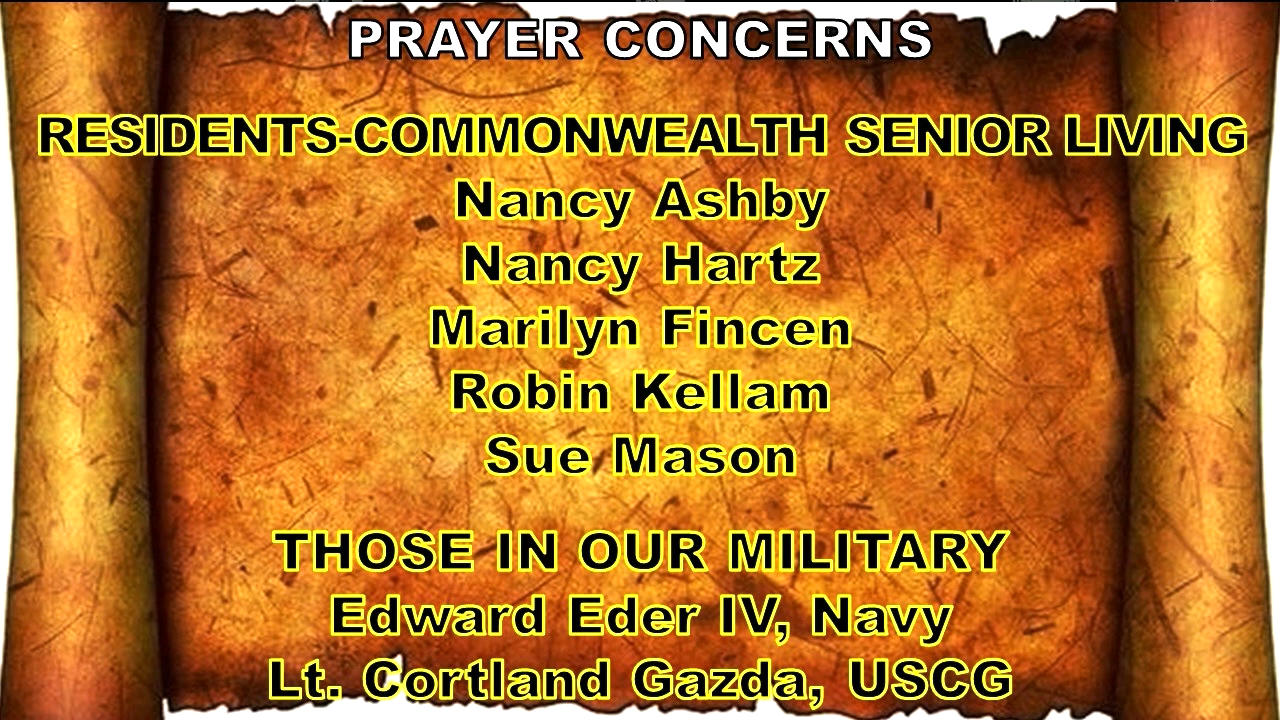 PRAYER CONCERNS
RESIDENTS-COMMONWEALTH SENIOR LIVING
Nancy Ashby
Nancy Hartz
Marilyn Fincen
Robin Kellam
Sue Mason
THOSE IN OUR MILITARY
Edward Eder IV, Navy
Lt. Cortland Gazda, USCG